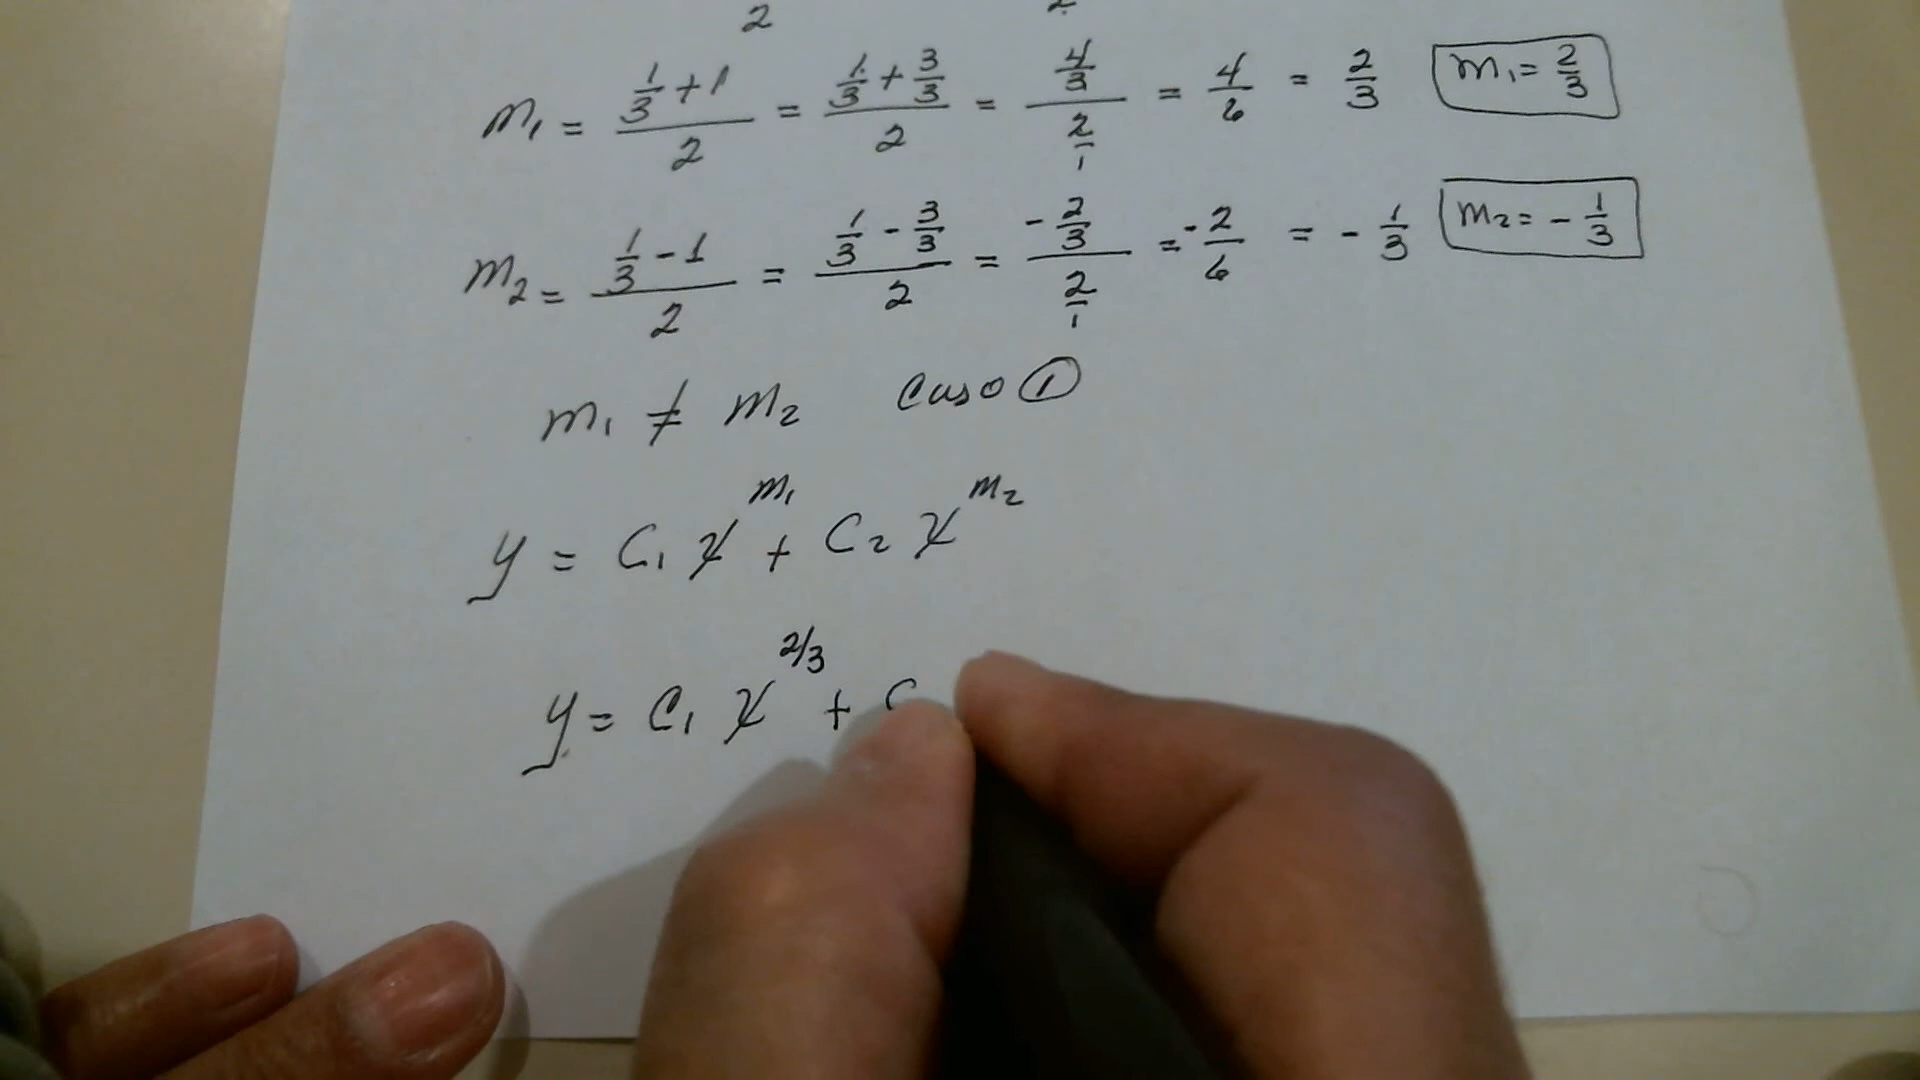 2 2
m₁ = (1/3 + 1)/2 = (1/3 + 3/3)/2 = (4/3)/(2/1) = 4/6 = 2/3 m₁ = 2/3
m₂ = (1/3 - 1)/2 = (1/3 - 3/3)/2 = (-2/3)/(2/1) = -2/6 = -1/3 m₂ = -1/3
m₁ ≠ m₂ Caso ①
y = C₁ x^m₁ + C₂ x^m₂
y = C₁ x^2/3 + C